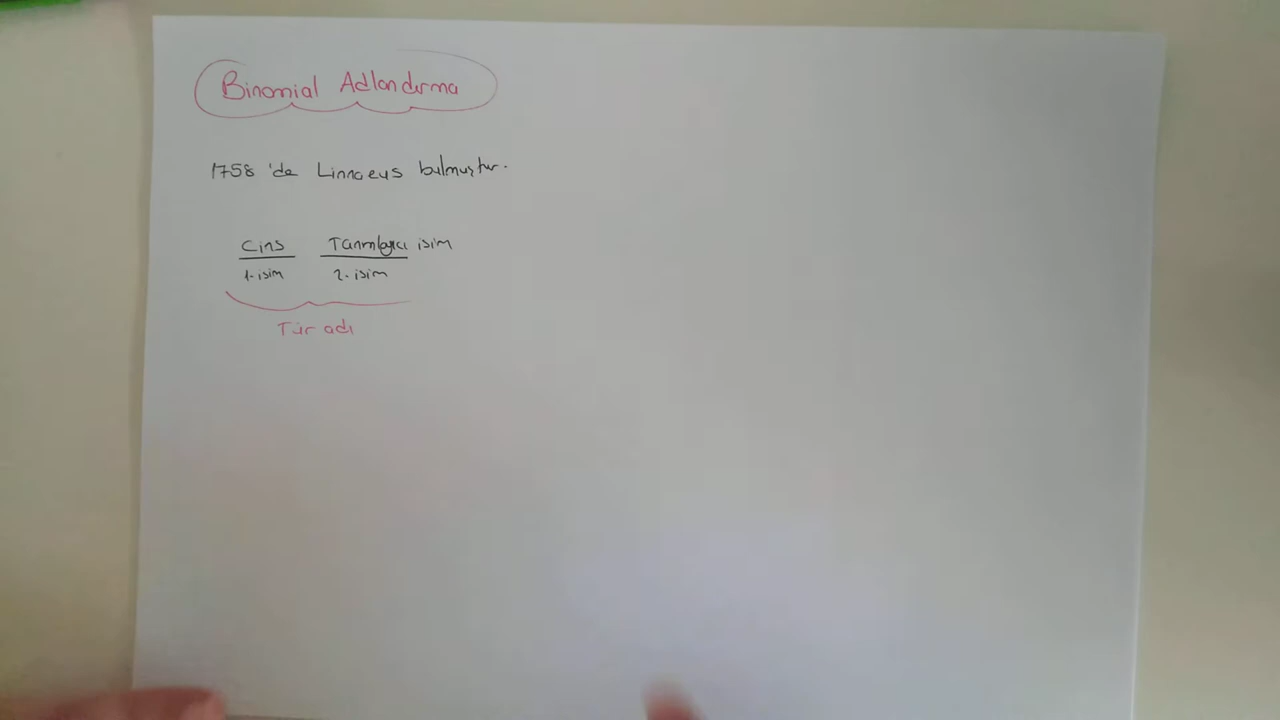 Binomial Adlandırma
1758 'de Linnaeus bulmuştur.
Cins Tanımlayıcı isim
1. isim 2. isim
Tür adı